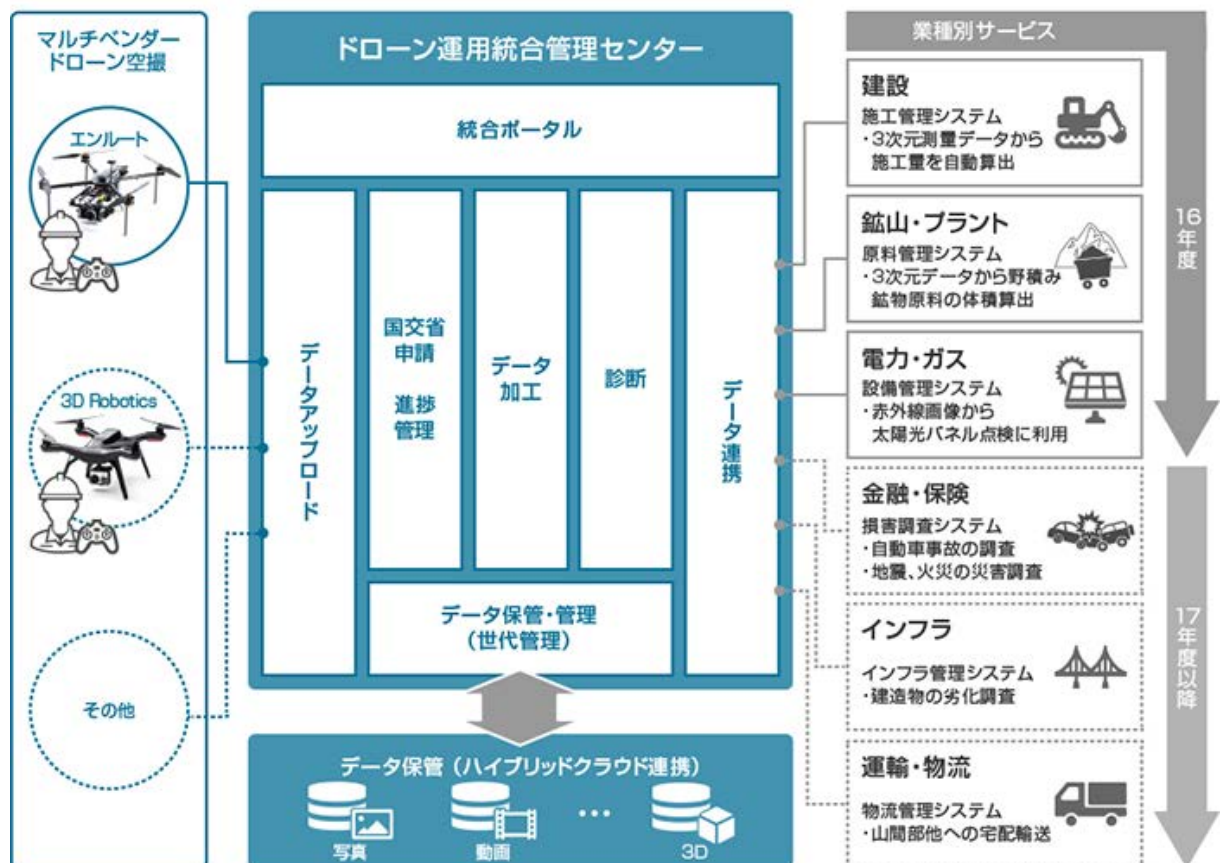 マルチベンダー
ドローン空撮
エンルート
3D Robotics
その他
ドローン運用統合管理センター
統合ポータル
データアップロード
国交省
申請
進捗
管理
データ
加工
診断
データ連携
データ保管・管理
(世代管理)
データ保管(ハイブリッドクラウド連携)
写真
動画
…
3D
業種別サービス
建設
施工管理システム
・3次元測量データから
施工量を自動算出
鉱山・プラント
原料管理システム
・3次元データから野積み
鉱物原料の体積算出
電力・ガス
設備管理システム
・赤外線画像から
太陽光パネル点検に利用
金融・保険
損害調査システム
・自動車事故の調査
・地震、火災の災害調査
インフラ
インフラ管理システム
・建造物の劣化調査
運輸・物流
物流管理システム
・山間部他への宅配輸送
16年度
17年度以降